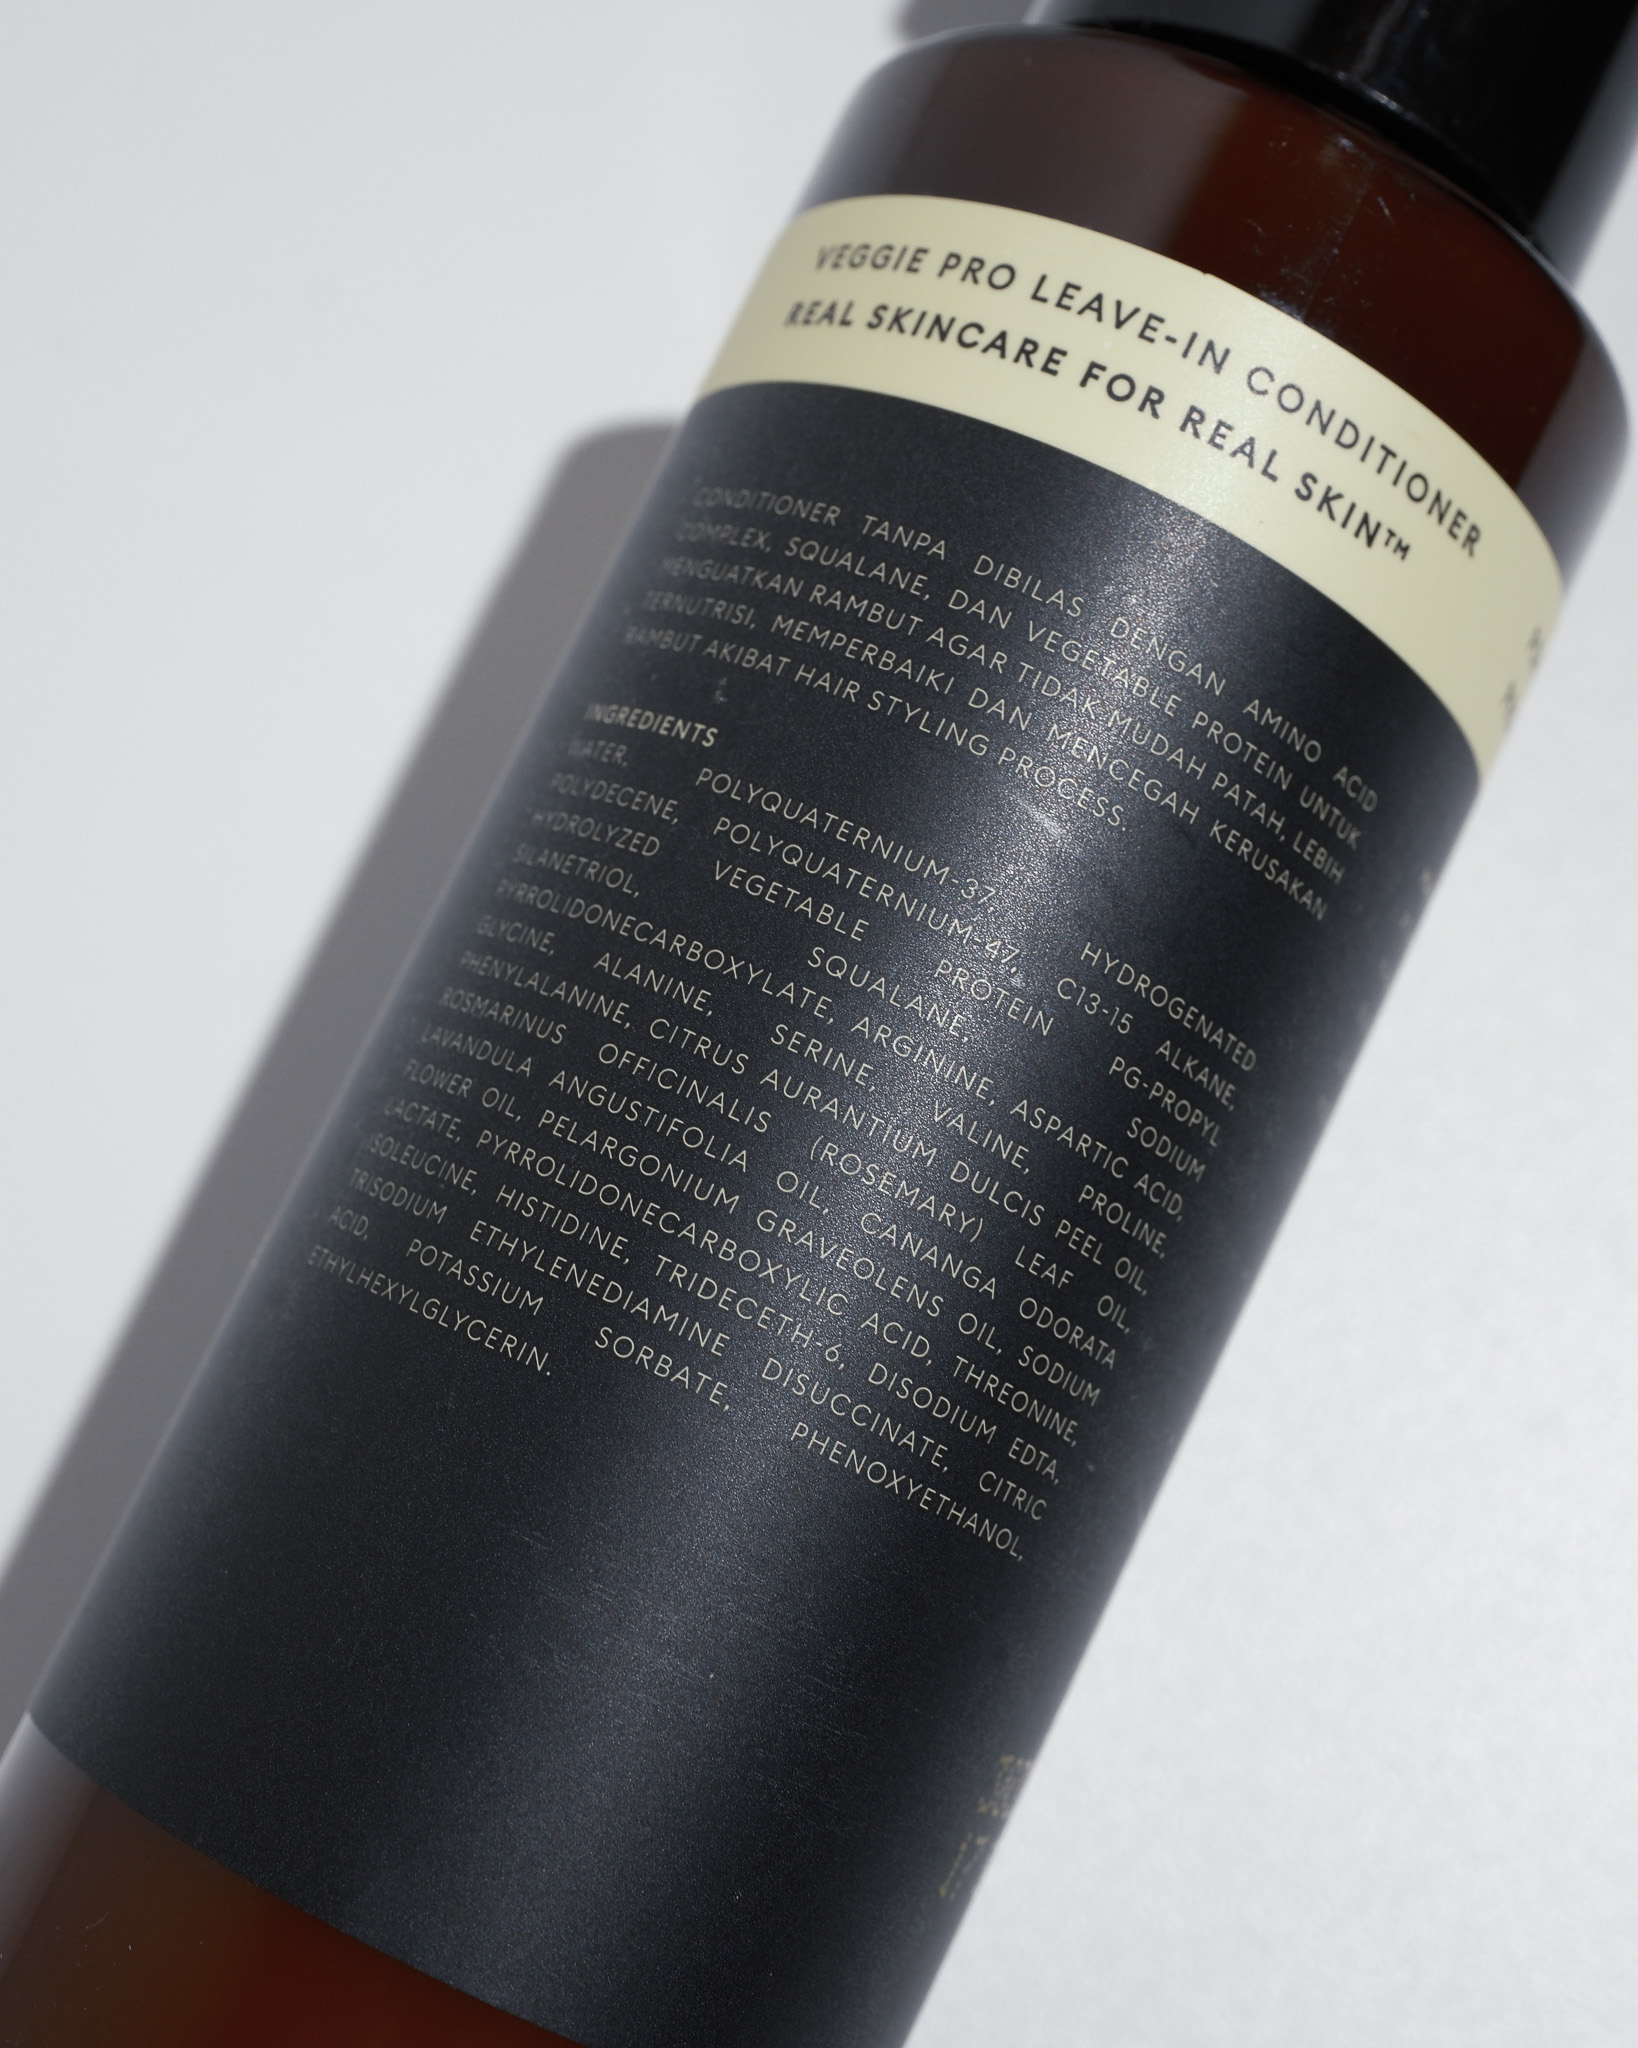 VEGGIE PRO LEAVE-IN CONDITIONER
REAL SKINCARE FOR REAL SKIN™
CONDITIONER TANPA DIBILAS DENGAN AMINO ACID
COMPLEX, SQUALANE, DAN VEGETABLE PROTEIN UNTUK
MENGUATKAN RAMBUT AGAR TIDAK MUDAH PATAH, LEBIH
TERNUTRISI, MEMPERBAIKI DAN MENCEGAH KERUSAKAN
RAMBUT AKIBAT HAIR STYLING PROCESS.
INGREDIENTS
WATER, POLYQUATERNIUM-37, HYDROGENATED
POLYDECENE, POLYQUATERNIUM-47, C13-15 ALKANE,
HYDROLYZED VEGETABLE PROTEIN PG-PROPYL
SILANETRIOL, SQUALANE, SODIUM
PYRROLIDONECARBOXYLATE, ARGININE, ASPARTIC ACID,
GLYCINE, ALANINE, SERINE, VALINE, PROLINE,
PHENYLALANINE, CITRUS AURANTIUM DULCIS PEEL OIL,
ROSMARINUS OFFICINALIS (ROSEMARY) LEAF OIL,
LAVANDULA ANGUSTIFOLIA OIL, CANANGA ODORATA
FLOWER OIL, PELARGONIUM GRAVEOLENS OIL, SODIUM
LACTATE, PYRROLIDONECARBOXYLIC ACID, THREONINE,
ISOLEUCINE, HISTIDINE, TRIDECETH-6, DISODIUM EDTA,
TRISODIUM ETHYLENEDIAMINE DISUCCINATE, CITRIC
ACID, POTASSIUM SORBATE, PHENOXYETHANOL,
ETHYLHEXYLGLYCERIN.